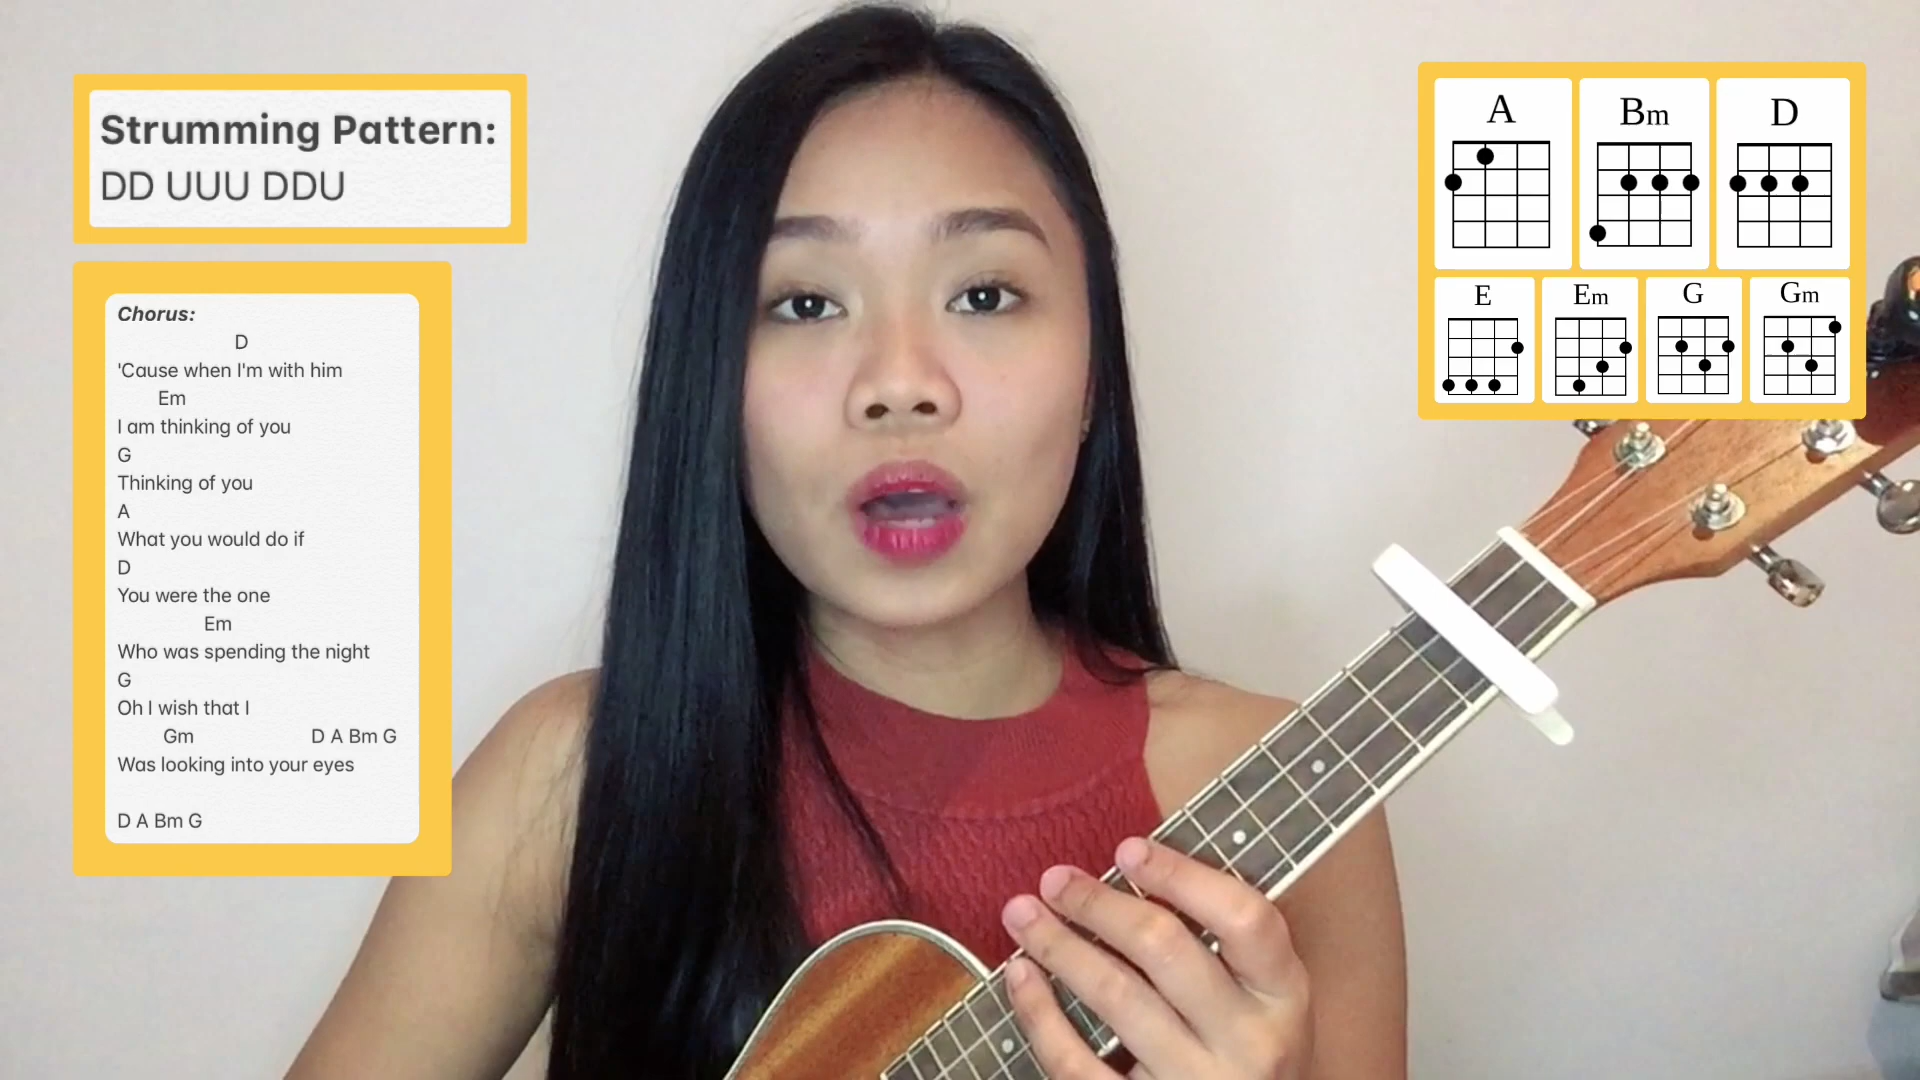 Strumming Pattern:
DD UUU DDU
Chorus:
D
'Cause when I'm with him
Em
I am thinking of you
G
Thinking of you
A
What you would do if
D
You were the one
Em
Who was spending the night
G
Oh I wish that I
Gm D A Bm G
Was looking into your eyes
D A Bm G
A Bm D
E Em G Gm